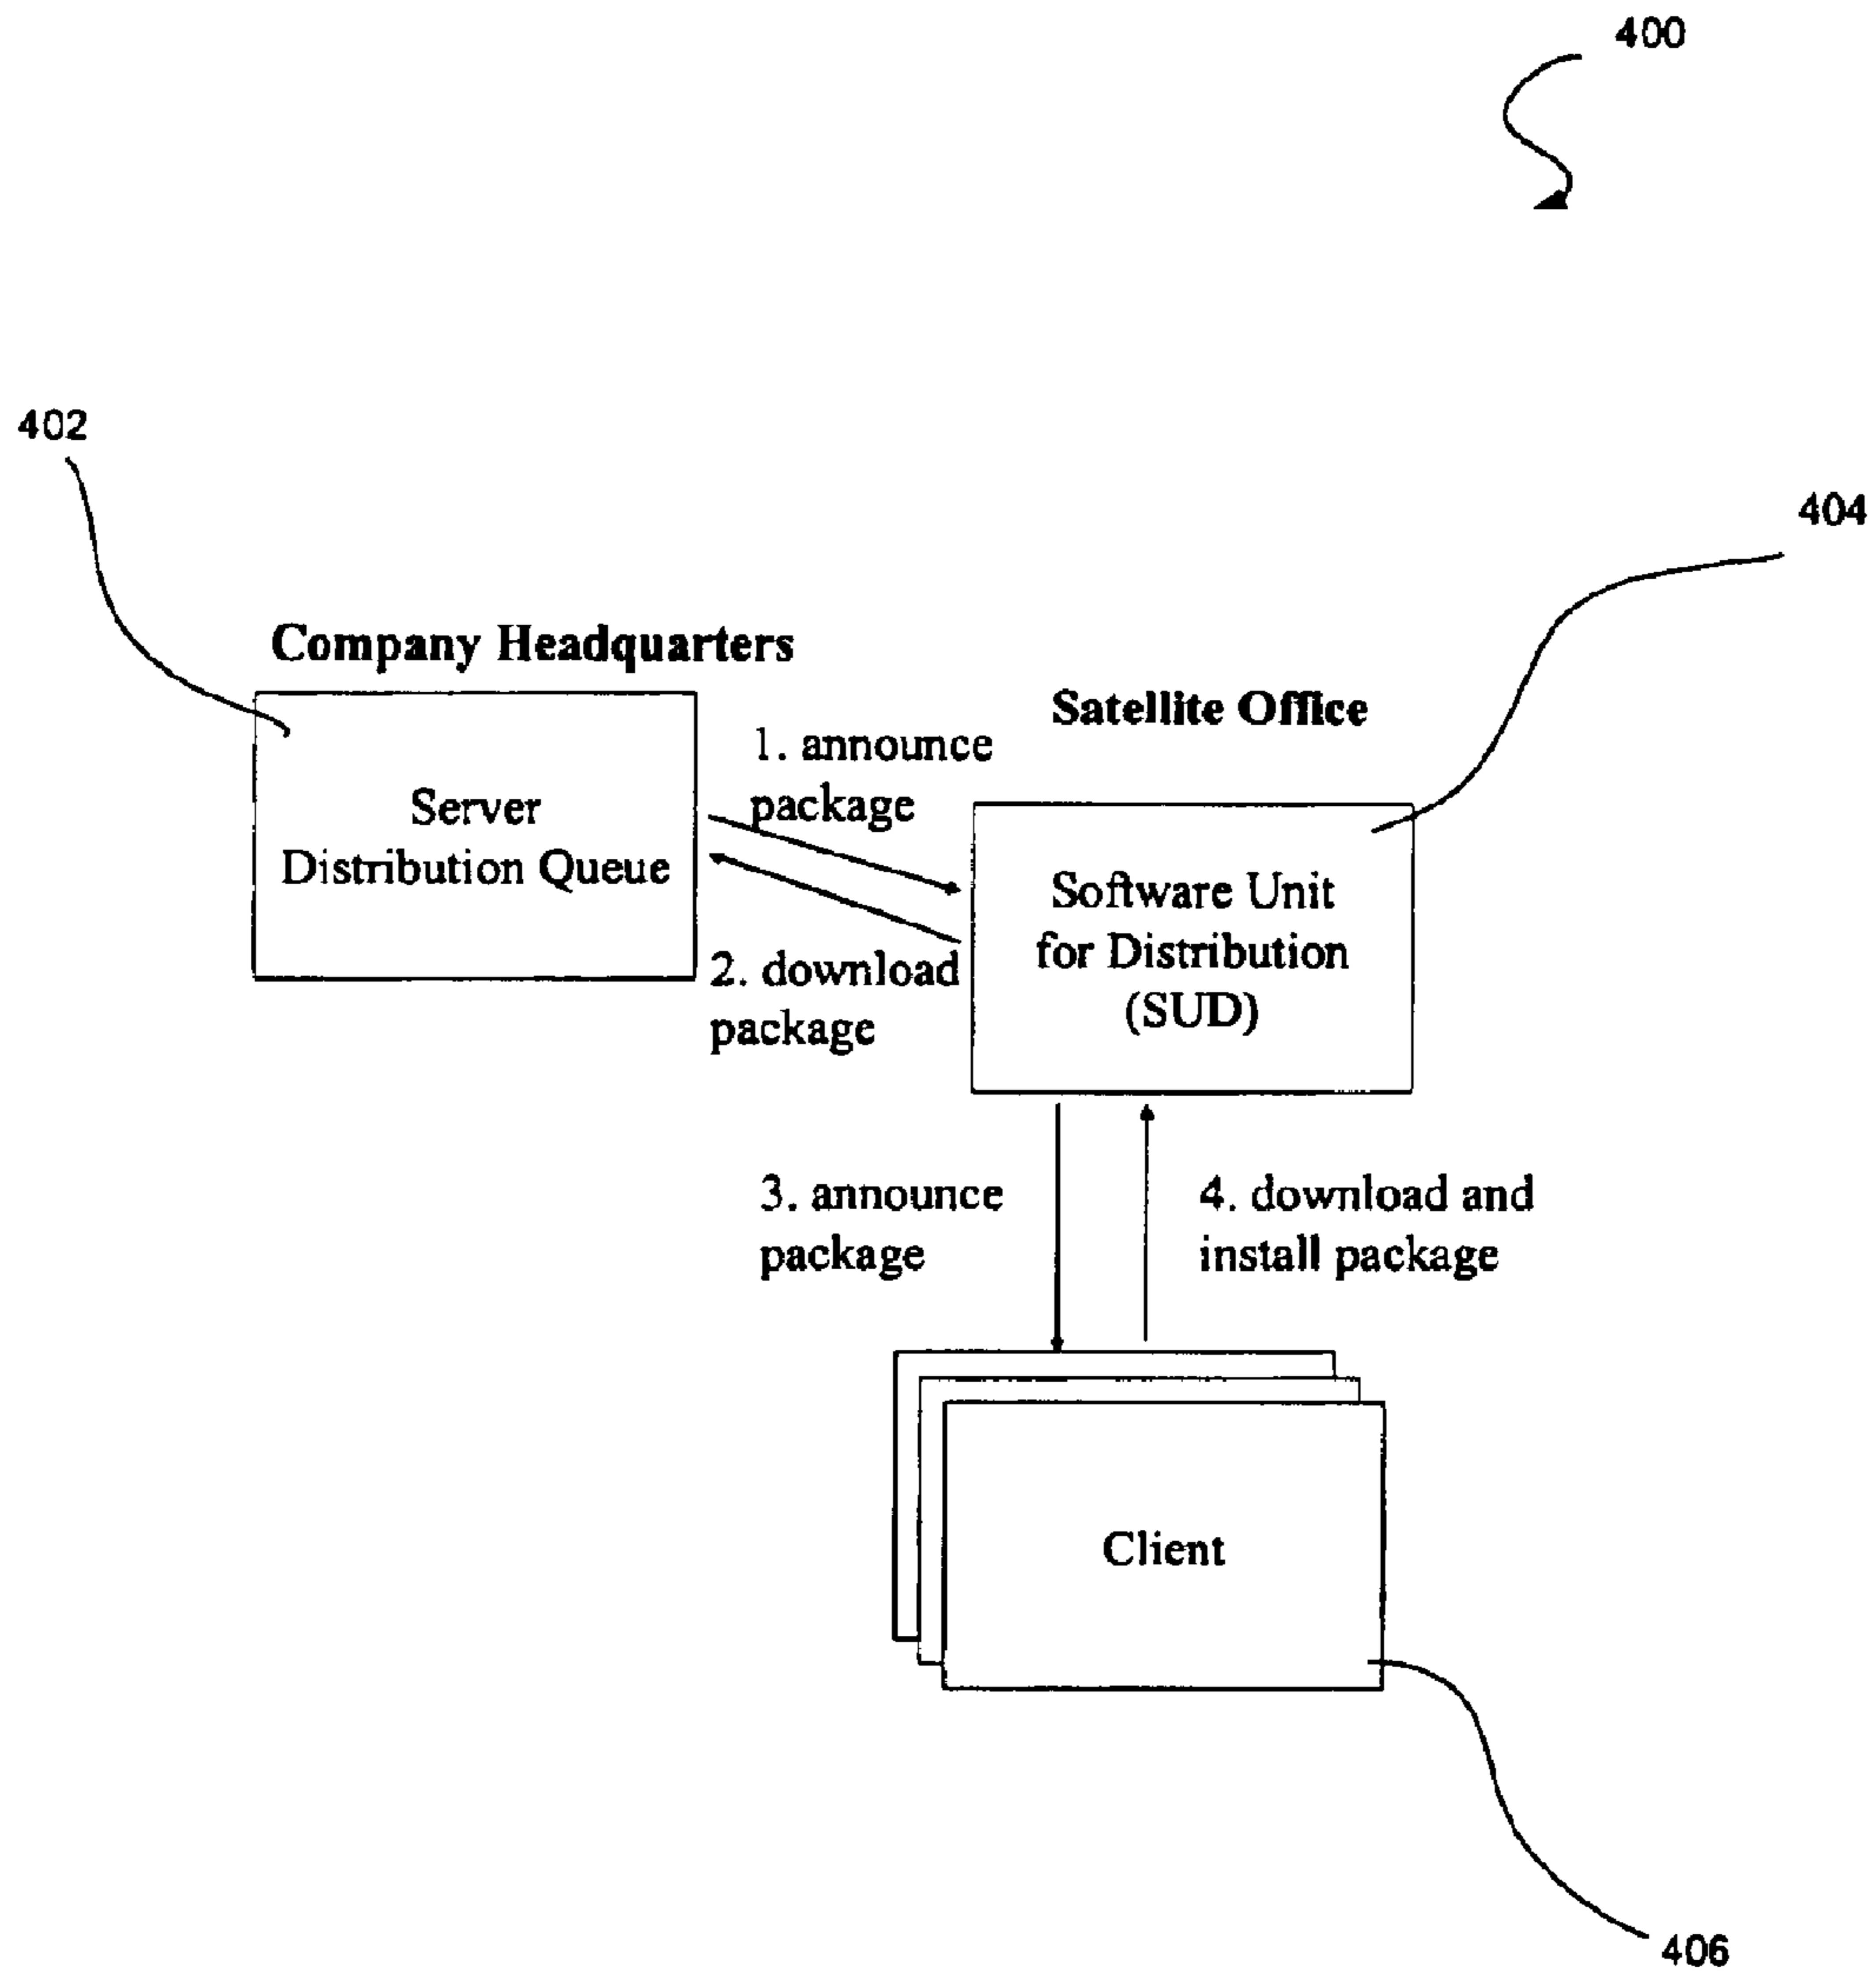 400
402
404
Company Headquarters
Satellite Office
1. announce
package
Server
Distribution Queue
Software Unit
for Distribution
(SUD)
2. download
package
3. announce
package
4. download and
install package
Client
406